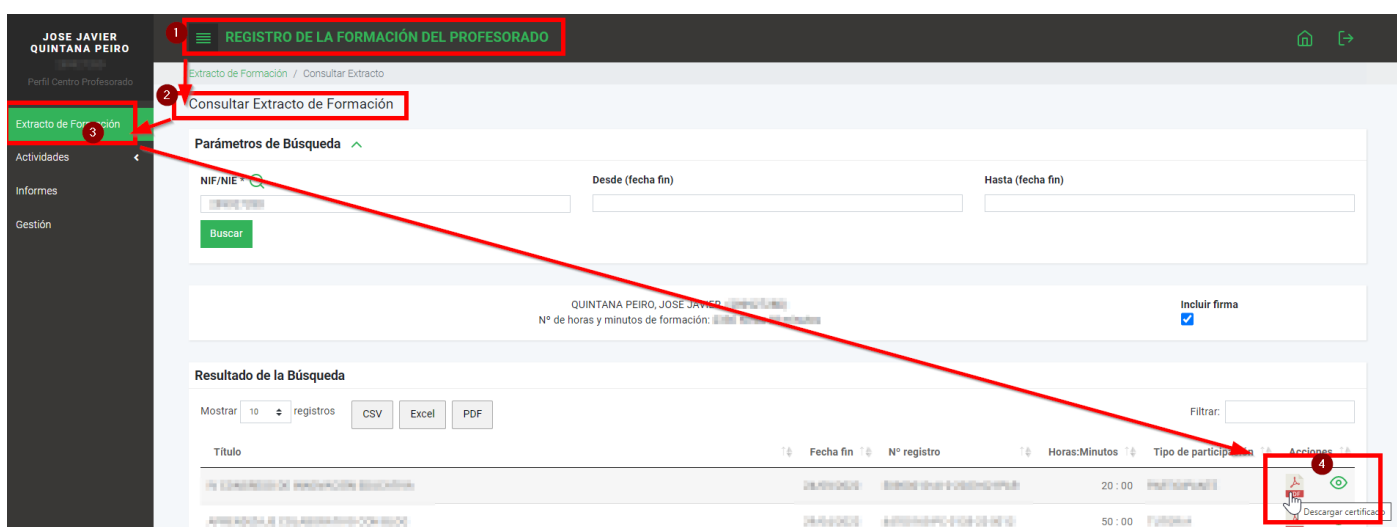 JOSE JAVIER
QUINTANA PEIRO
Perfil Centro Profesorado
Extracto de Formación
3
Actividades
Informes
Gestión
1
REGISTRO DE LA FORMACIÓN DEL PROFESORADO
Extracto de Formación / Consultar Extracto
2
Consultar Extracto de Formación
Parámetros de Búsqueda
NIF/NIE *
Desde (fecha fin)
Hasta (fecha fin)
Buscar
QUINTANA PEIRO, JOSE JAVIER
Nº de horas y minutos de formación:
Incluir firma
Resultado de la Búsqueda
Mostrar 10 registros CSV Excel PDF Filtrar:
Título Fecha fin Nº registro Horas:Minutos Tipo de participación Acciones
4
20 : 00
PDF
Descargar certificado
50 : 00